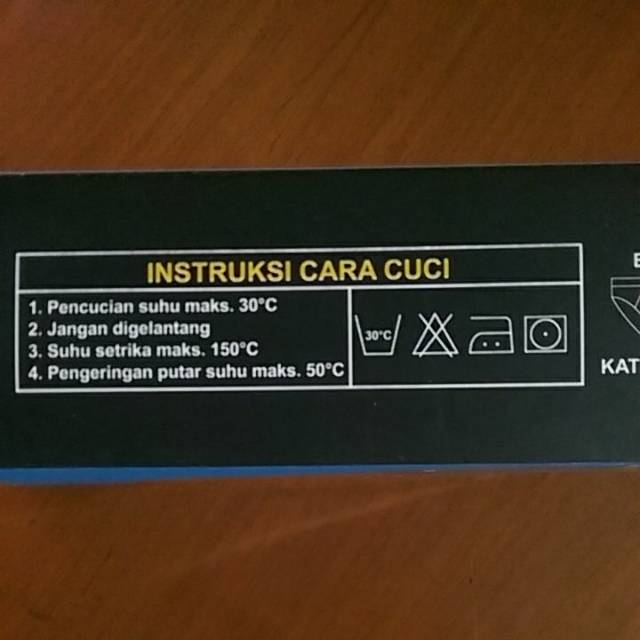 INSTRUKSI CARA CUCI
1. Pencucian suhu maks. 30°C
2. Jangan digelantang
3. Suhu setrika maks. 150°C
4. Pengeringan putar suhu maks. 50°C
30°C